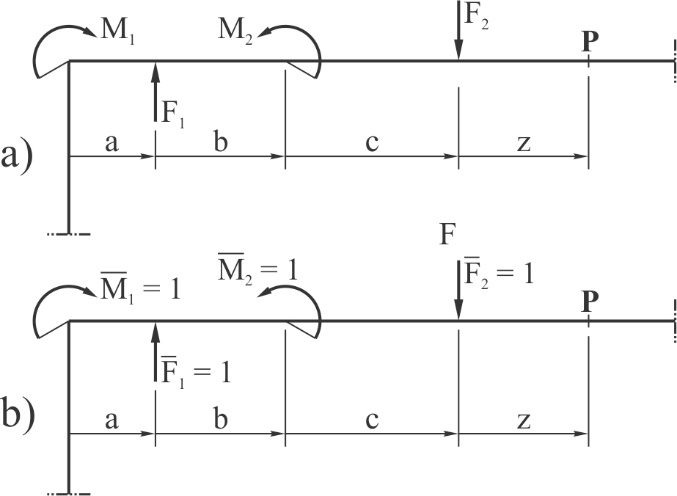 M₁ M₂ F₂ P
F₁
a b c z
a)
F
M̅₁ = 1 M̅₂ = 1 F̅₂ = 1 P
F̅₁ = 1
a b c z
b)